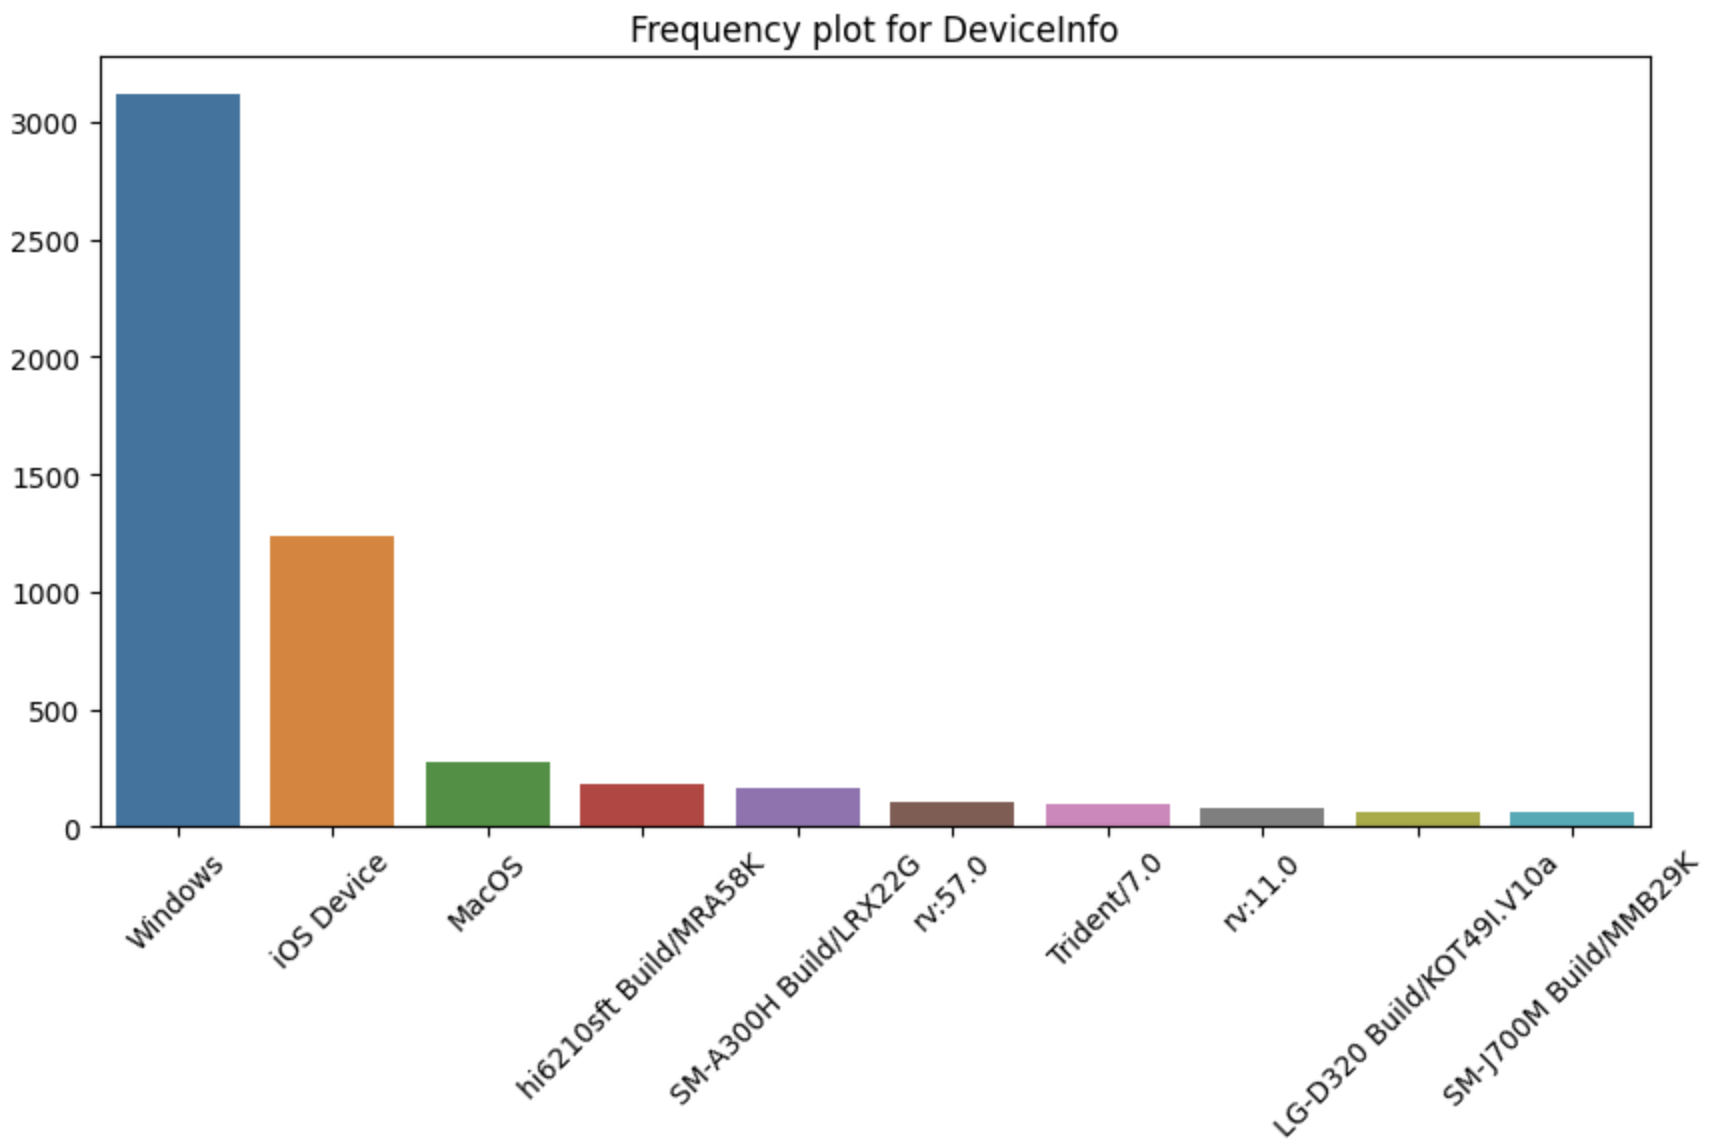 Frequency plot for DeviceInfo
3000
2500
2000
1500
1000
500
0
Windows
iOS Device
MacOS
hi6210sft Build/MRA58K
SM-A300H Build/LRX22G
rv:57.0
Trident/7.0
rv:11.0
LG-D320 Build/KOT49I.V10a
SM-J700M Build/MMB29K